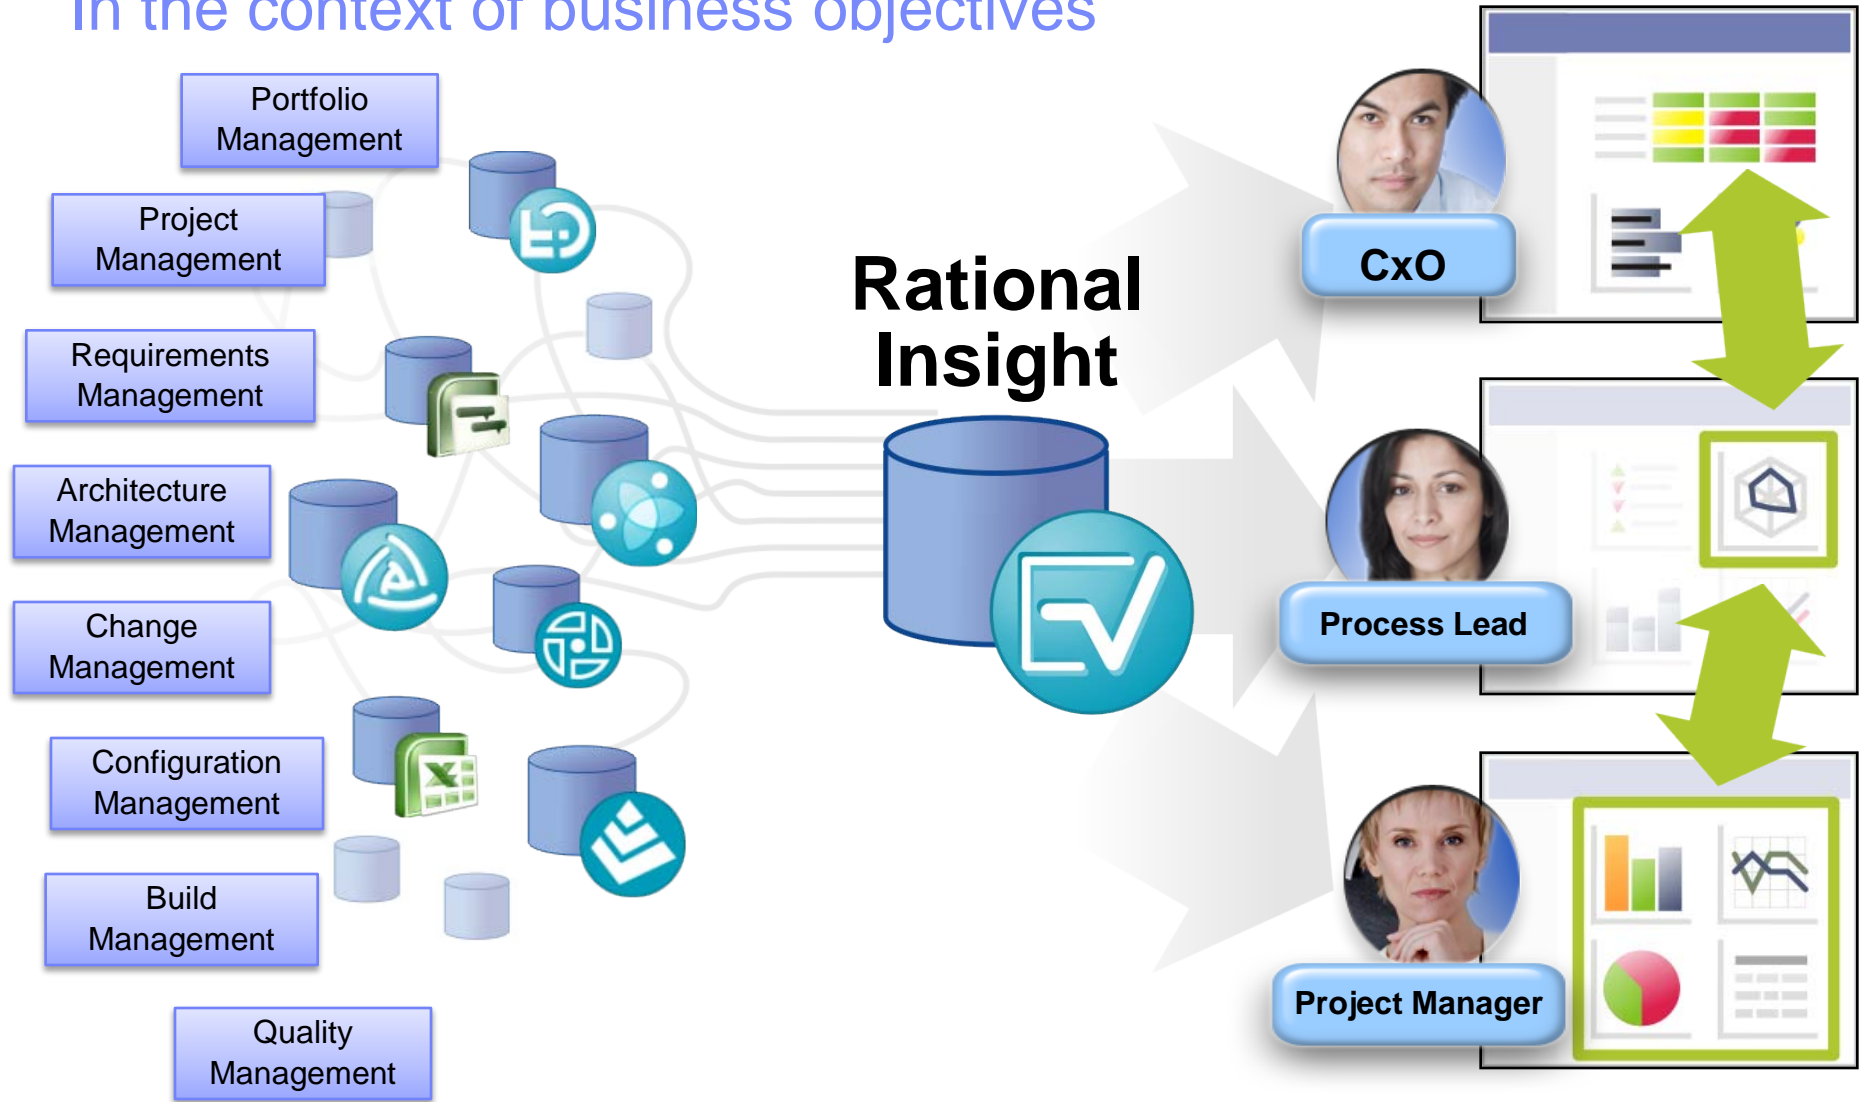 In the context of business objectives
Portfolio
Management
Project
Management
Requirements
Management
Architecture
Management
Change
Management
Configuration
Management
Build
Management
Quality
Management
Rational
Insight
CxO
Process Lead
Project Manager